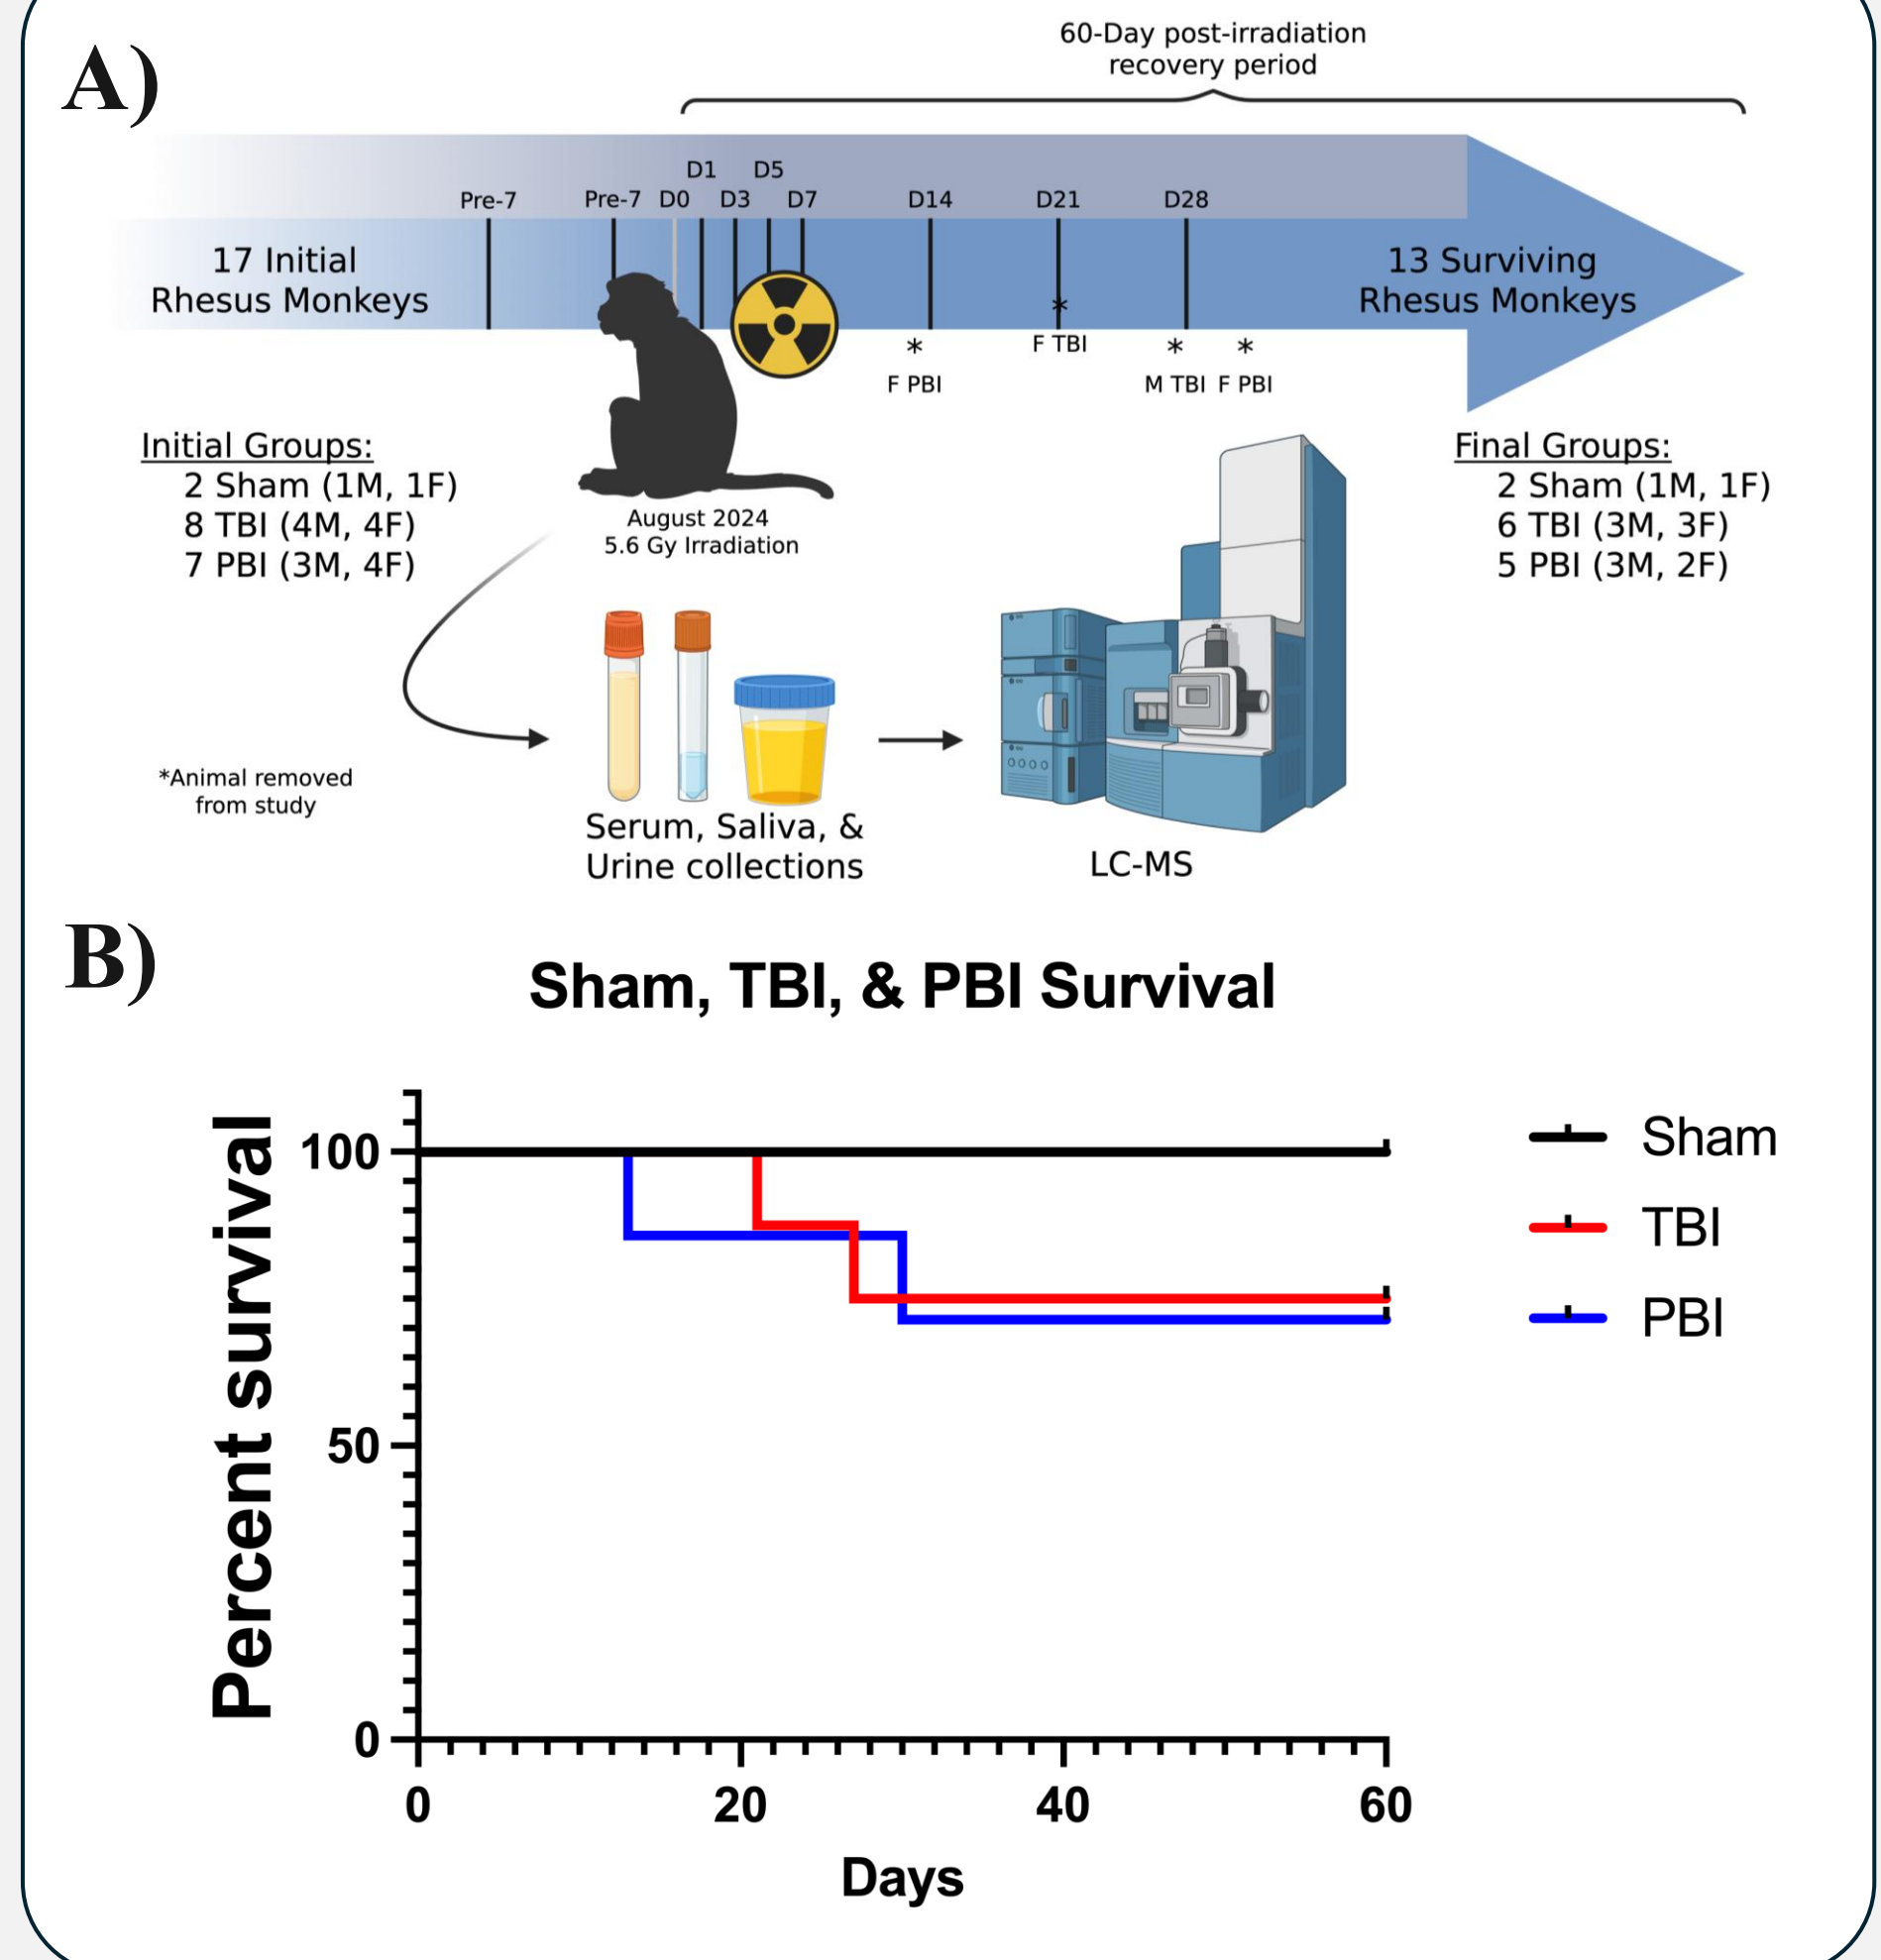 A)
60-Day post-irradiation
recovery period
D1 D5
Pre-7 Pre-7 D0 D3 D7 D14 D21 D28
17 Initial
Rhesus Monkeys
13 Surviving
Rhesus Monkeys
*
* F TBI * *
F PBI M TBI F PBI
Initial Groups:
2 Sham (1M, 1F)
8 TBI (4M, 4F)
7 PBI (3M, 4F)
August 2024
5.6 Gy Irradiation
Final Groups:
2 Sham (1M, 1F)
6 TBI (3M, 3F)
5 PBI (3M, 2F)
*Animal removed
from study
Serum, Saliva, &
Urine collections
LC-MS
B)
Sham, TBI, & PBI Survival
Percent survival
100
50
0
0 20 40 60
Days
Sham
TBI
PBI